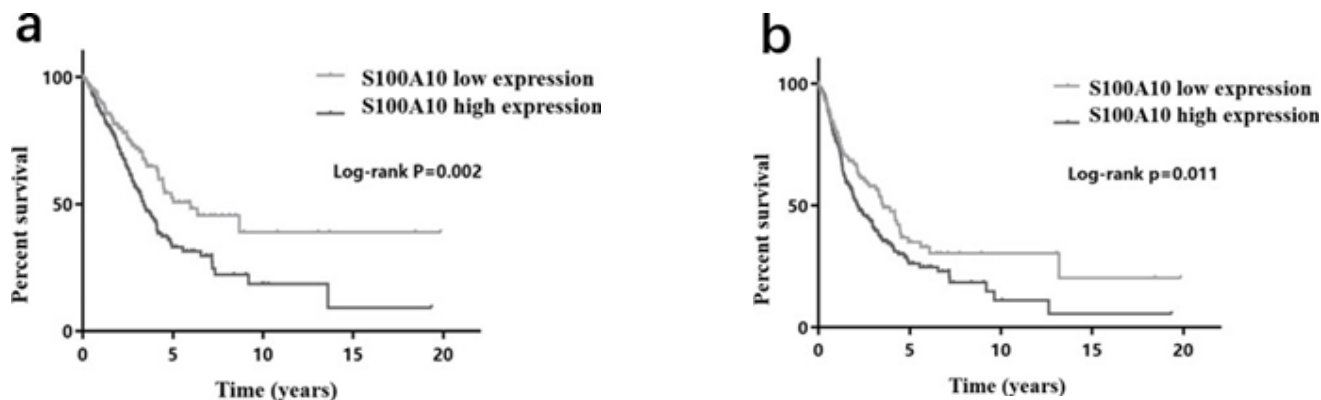 a
S100A10 low expression
S100A10 high expression
Log-rank P=0.002
Percent survival
100
50
0
0 5 10 15 20
Time (years)
b
S100A10 low expression
S100A10 high expression
Log-rank p=0.011
Percent survival
100
50
0
0 5 10 15 20
Time (years)